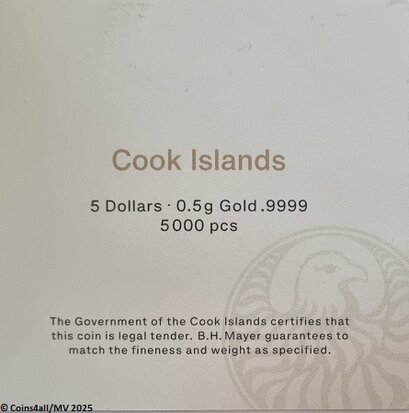 Cook Islands
5 Dollars · 0.5g Gold .9999
5000 pcs
The Government of the Cook Islands certifies that
this coin is legal tender. B.H. Mayer guarantees to
match the fineness and weight as specified.
© Coins4all/MV 2025